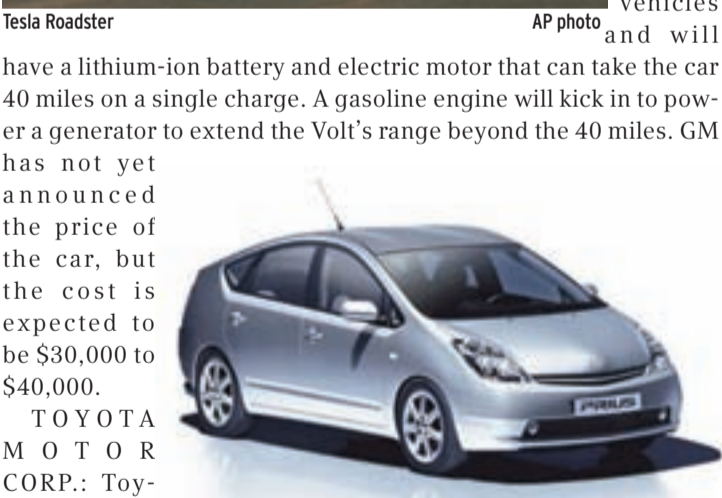 Tesla Roadster
AP photo
vehicles
and will
have a lithium-ion battery and electric motor that can take the car
40 miles on a single charge. A gasoline engine will kick in to pow-
er a generator to extend the Volt’s range beyond the 40 miles. GM
has not yet
announced
the price of
the car, but
the cost is
expected to
be $30,000 to
$40,000.
TOYOTA
MOTOR
CORP.: Toy-
PRIUS